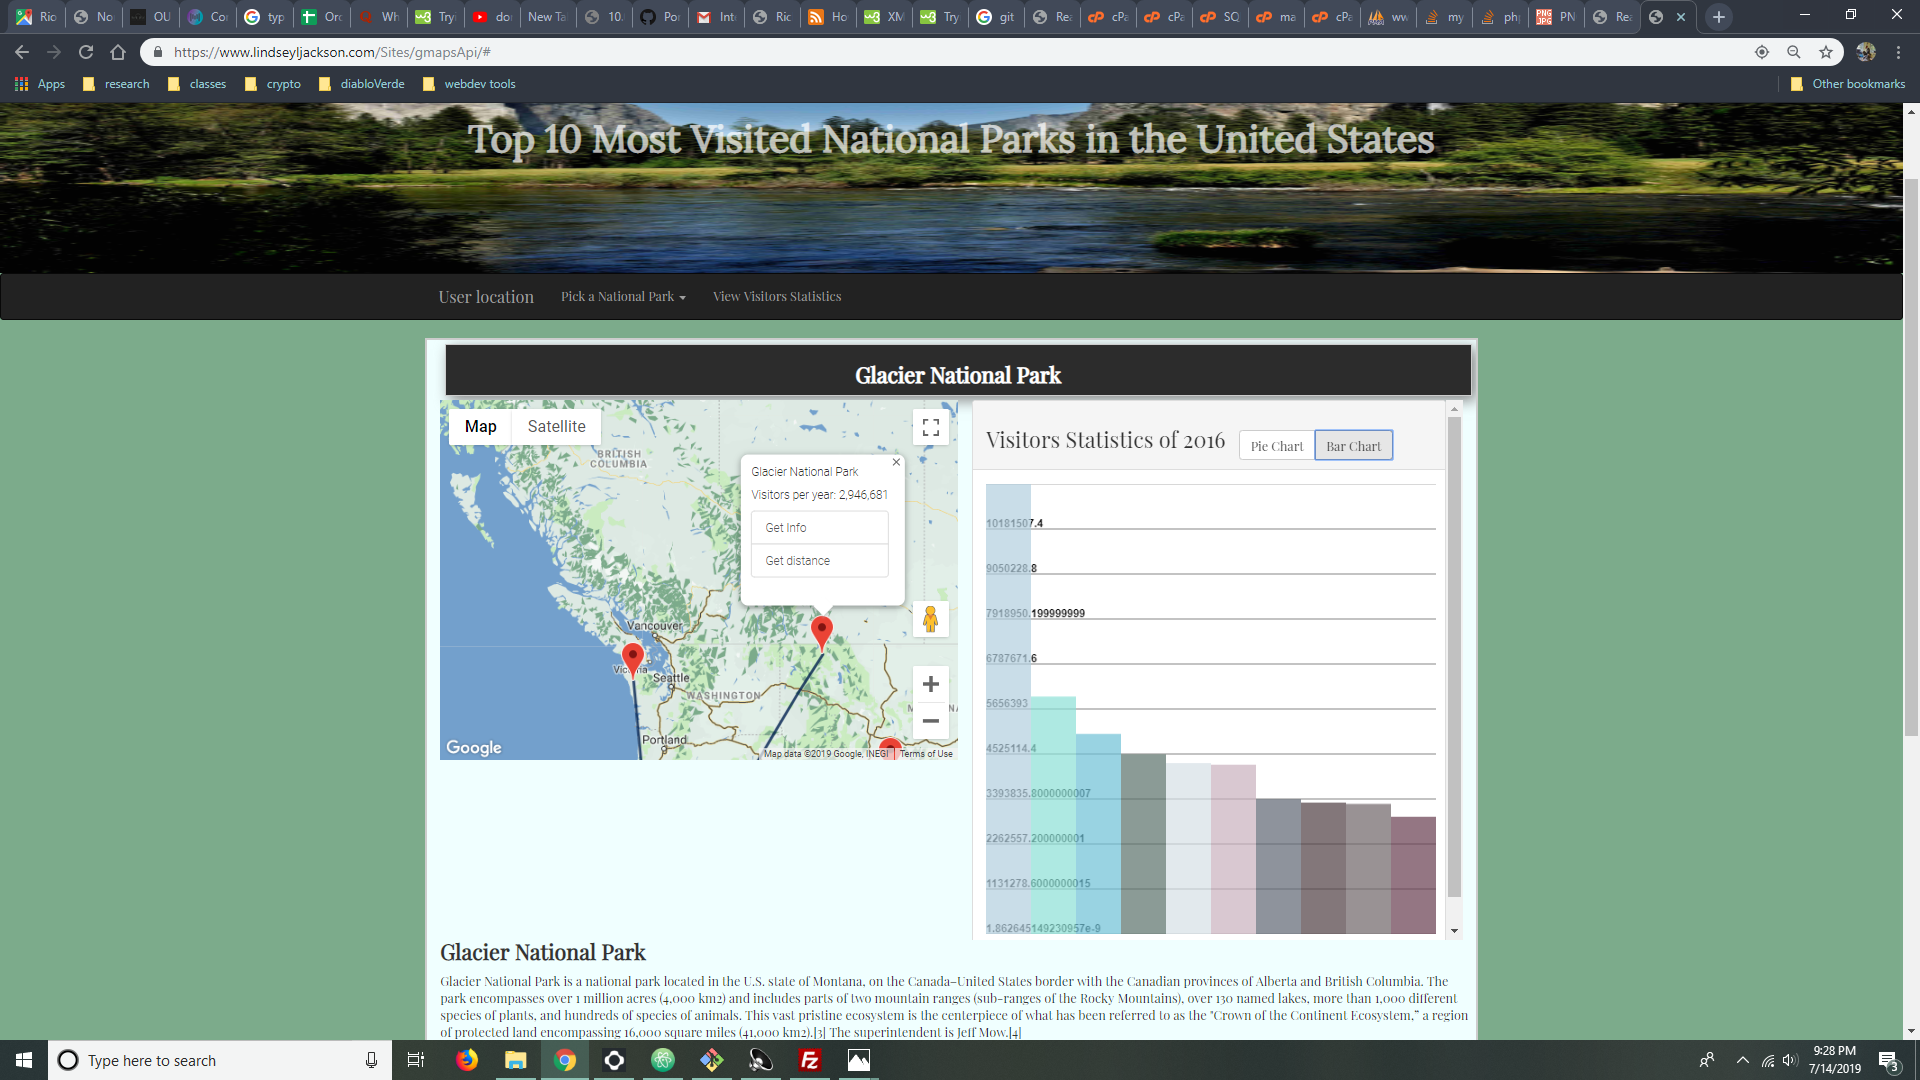 Rio
No
OU
Co
typ
Orc
Wh
Try
do
New Ta
10.
Por
Int
Ric
Ho
XM
Try
git
Rea
cPa
cPa
SQ
ma
cPa
ww
my
ph
PN
Rea
https://www.lindseyljackson.com/Sites/gmapsApi/#
Apps research classes crypto diabloVerde webdev tools Other bookmarks
Top 10 Most Visited National Parks in the United States
User location Pick a National Park View Visitors Statistics
Glacier National Park
Map Satellite
BRITISH
COLUMBIA
Glacier National Park
Visitors per year: 2,946,681
Get Info
Get distance
Vancouver
Seattle
WASHINGTON
Portland
Google
Map data ©2019 Google, INEGI Terms of Use
Visitors Statistics of 2016 Pie Chart Bar Chart
10181507.4
9050228.8
7918950.199999999
6787671.6
5656393
4525114.4
3393835.8000000007
2262557.200000001
1131278.6000000015
1.862645149230957e-9
Glacier National Park
Glacier National Park is a national park located in the U.S. state of Montana, on the Canada–United States border with the Canadian provinces of Alberta and British Columbia. The
park encompasses over 1 million acres (4,000 km2) and includes parts of two mountain ranges (sub-ranges of the Rocky Mountains), over 130 named lakes, more than 1,000 different
species of plants, and hundreds of species of animals. This vast pristine ecosystem is the centerpiece of what has been referred to as the "Crown of the Continent Ecosystem," a region
of protected land encompassing 16,000 square miles (41,000 km2).[3] The superintendent is Jeff Mow.[4]
Type here to search
9:28 PM
7/14/2019
3